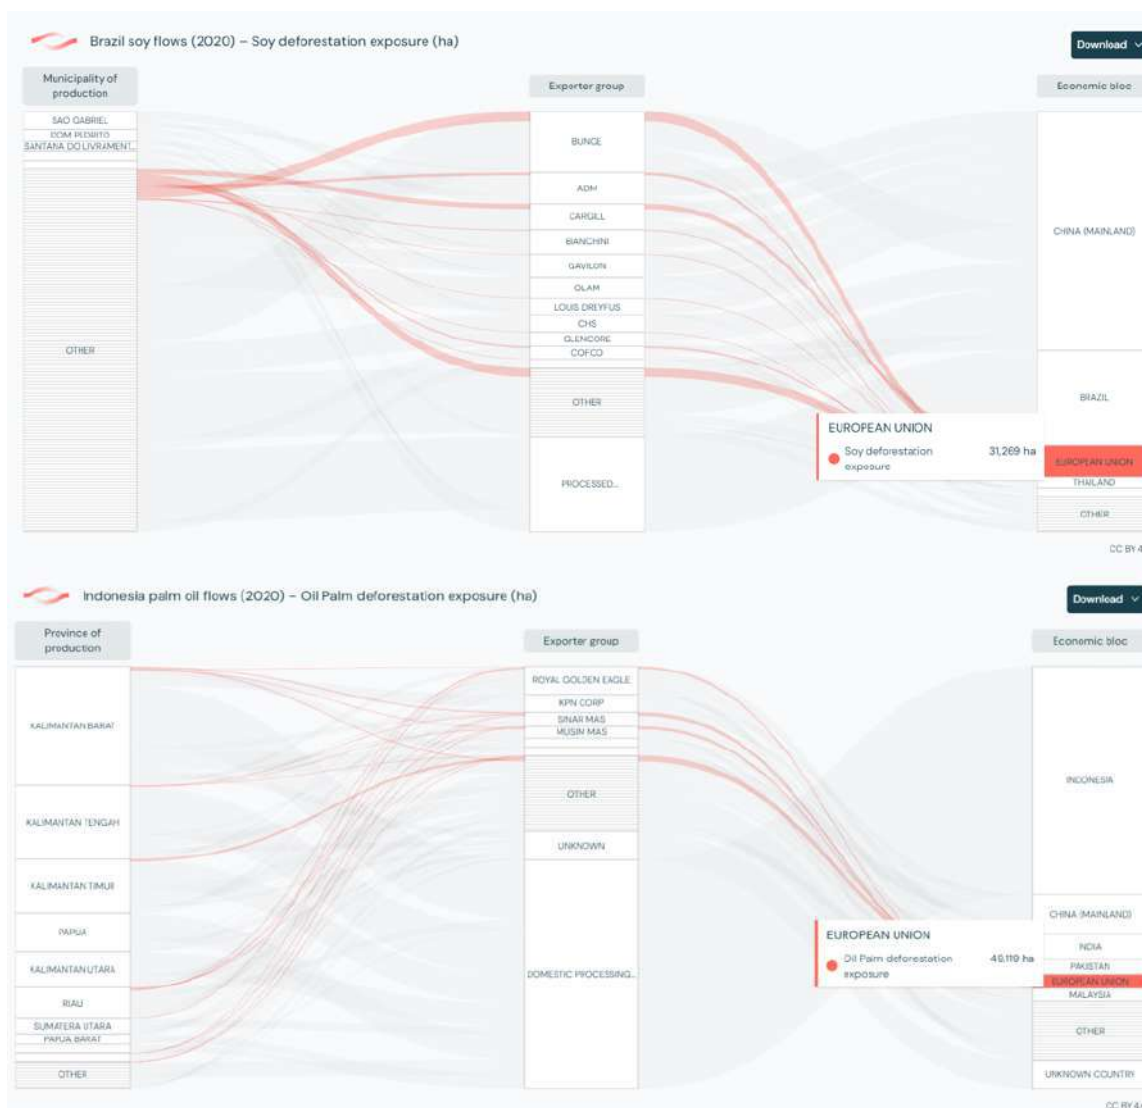 Brazil soy flows (2020) – Soy deforestation exposure (ha)
Download
Municipality of
production
Exporter group
Economic bloc
SAO GABRIEL
DOM PEDRITO
SANTANA DO LIVRAMENT...
OTHER
BUNGE
ADM
CARGILL
BIANCHINI
GAVILON
OLAM
LOUIS DREYFUS
CHS
GLENCORE
COFCO
OTHER
PROCESSED...
CHINA (MAINLAND)
BRAZIL
EUROPEAN UNION
THAILAND
OTHER
EUROPEAN UNION
Soy deforestation
exposure
31,269 ha
CC BY 4
Indonesia palm oil flows (2020) – Oil Palm deforestation exposure (ha)
Download
Province of
production
Exporter group
Economic bloc
KALIMANTAN BARAT
KALIMANTAN TENGAH
KALIMANTAN TIMUR
PAPUA
KALIMANTAN UTARA
RIAU
SUMATERA UTARA
PAPUA BARAT
OTHER
ROYAL GOLDEN EAGLE
KPN CORP
SINAR MAS
MUSIM MAS
OTHER
UNKNOWN
DOMESTIC PROCESSING...
INDONESIA
CHINA (MAINLAND)
INDIA
PAKISTAN
EUROPEAN UNION
MALAYSIA
OTHER
UNKNOWN COUNTRY
EUROPEAN UNION
Oil Palm deforestation
exposure
CC BY 4